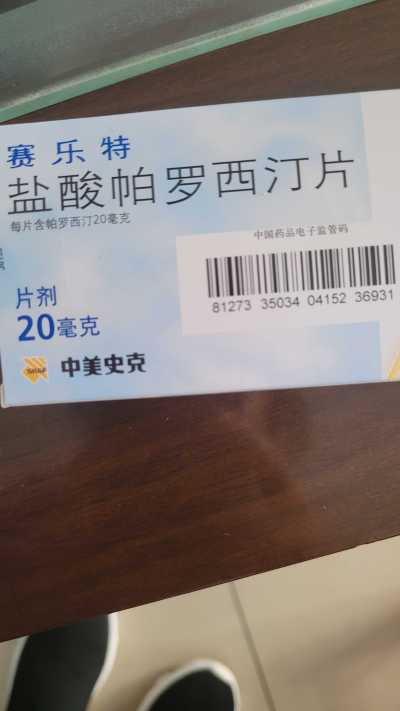 赛乐特
盐酸帕罗西汀片
每片含帕罗西汀20毫克
中国药品电子监管码
81273 35034 04152 36931
片剂
20毫克
中美史克